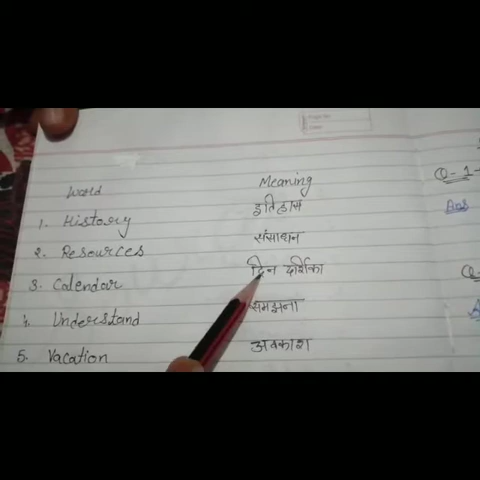 Word Meaning
1. History इतिहास
2. Resources संसाधन
3. Calendar दिन दर्शिका
4. Understand समझना
5. Vacation अवकाश
Q-1-
Ans